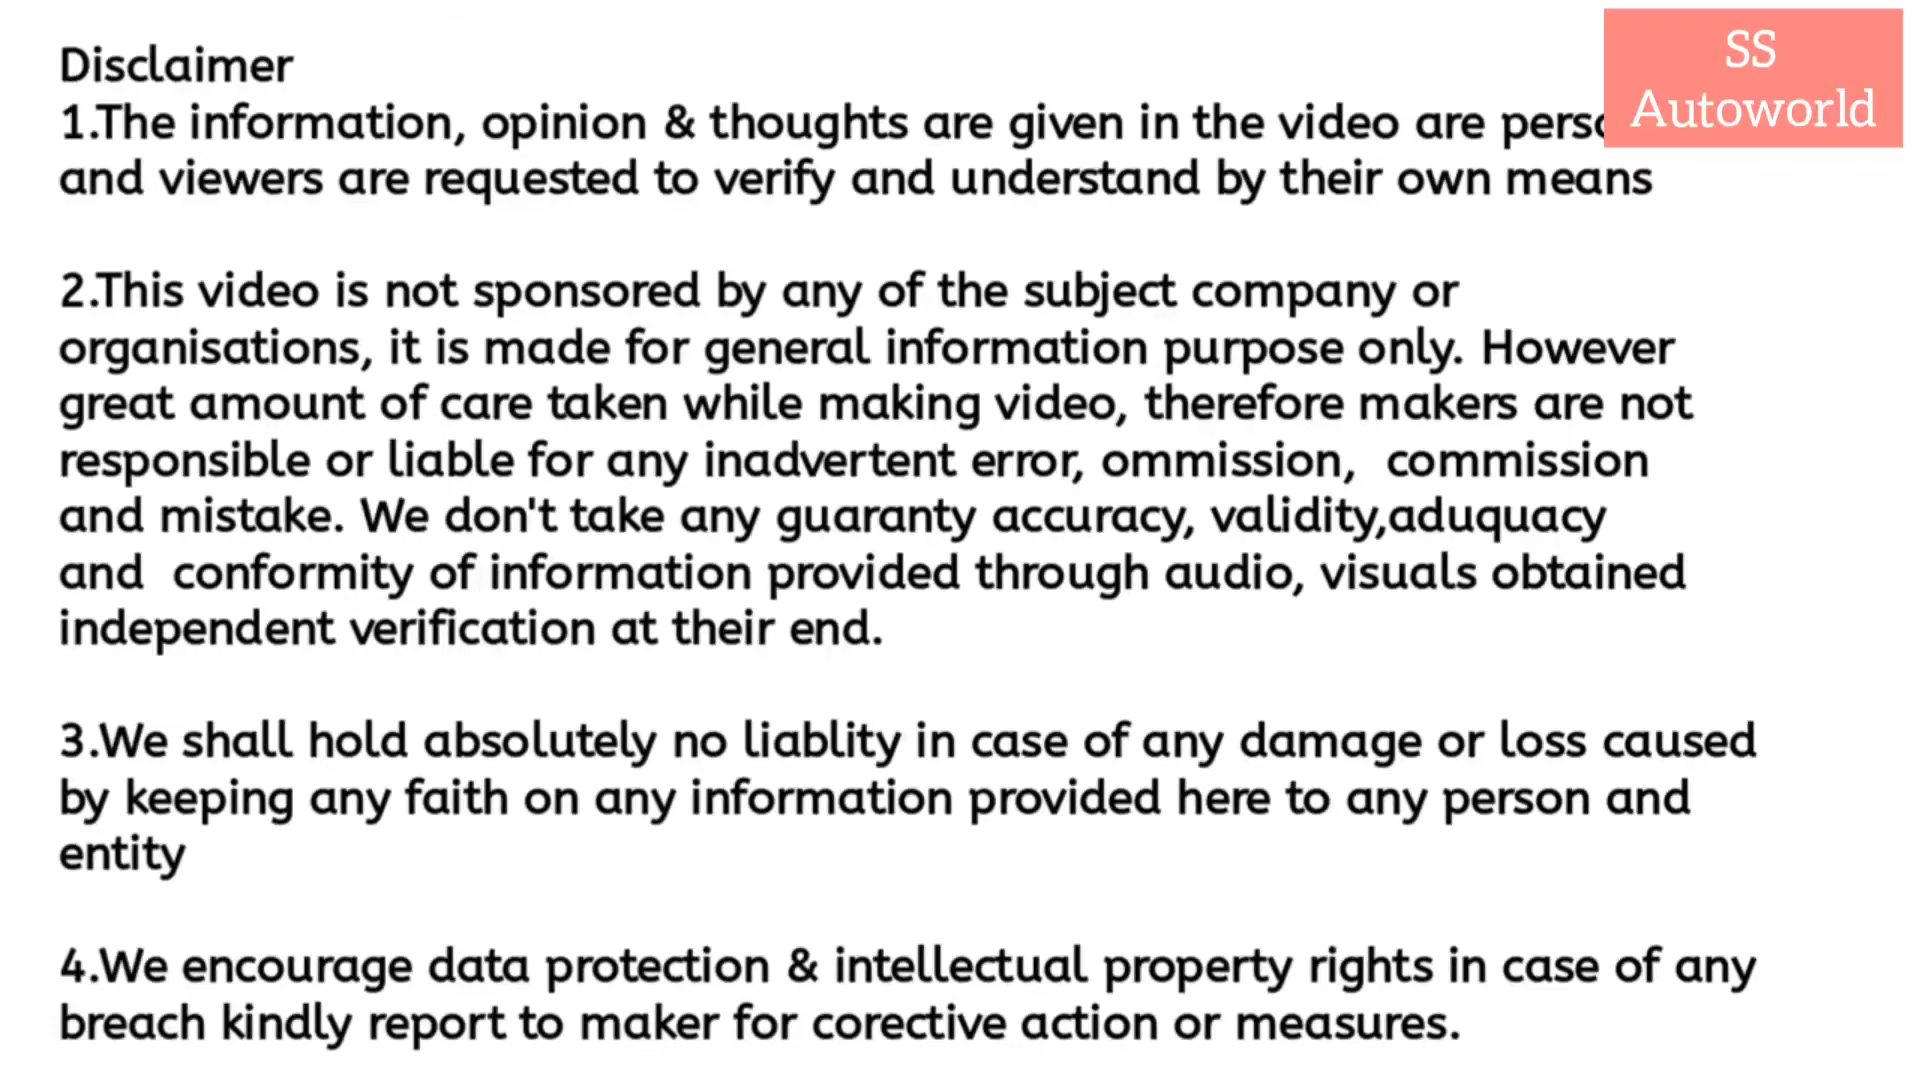 Disclaimer
SS
Autoworld
1.The information, opinion & thoughts are given in the video are
and viewers are requested to verify and understand by their own means
2.This video is not sponsored by any of the subject company or
organisations, it is made for general information purpose only. However
great amount of care taken while making video, therefore makers are not
responsible or liable for any inadvertent error, ommission,  commission
and mistake. We don't take any guaranty accuracy, validity,aduquacy
and  conformity of information provided through audio, visuals obtained
independent verification at their end.
3.We shall hold absolutely no liablity in case of any damage or loss caused
by keeping any faith on any information provided here to any person and
entity
4.We encourage data protection & intellectual property rights in case of any
breach kindly report to maker for corective action or measures.